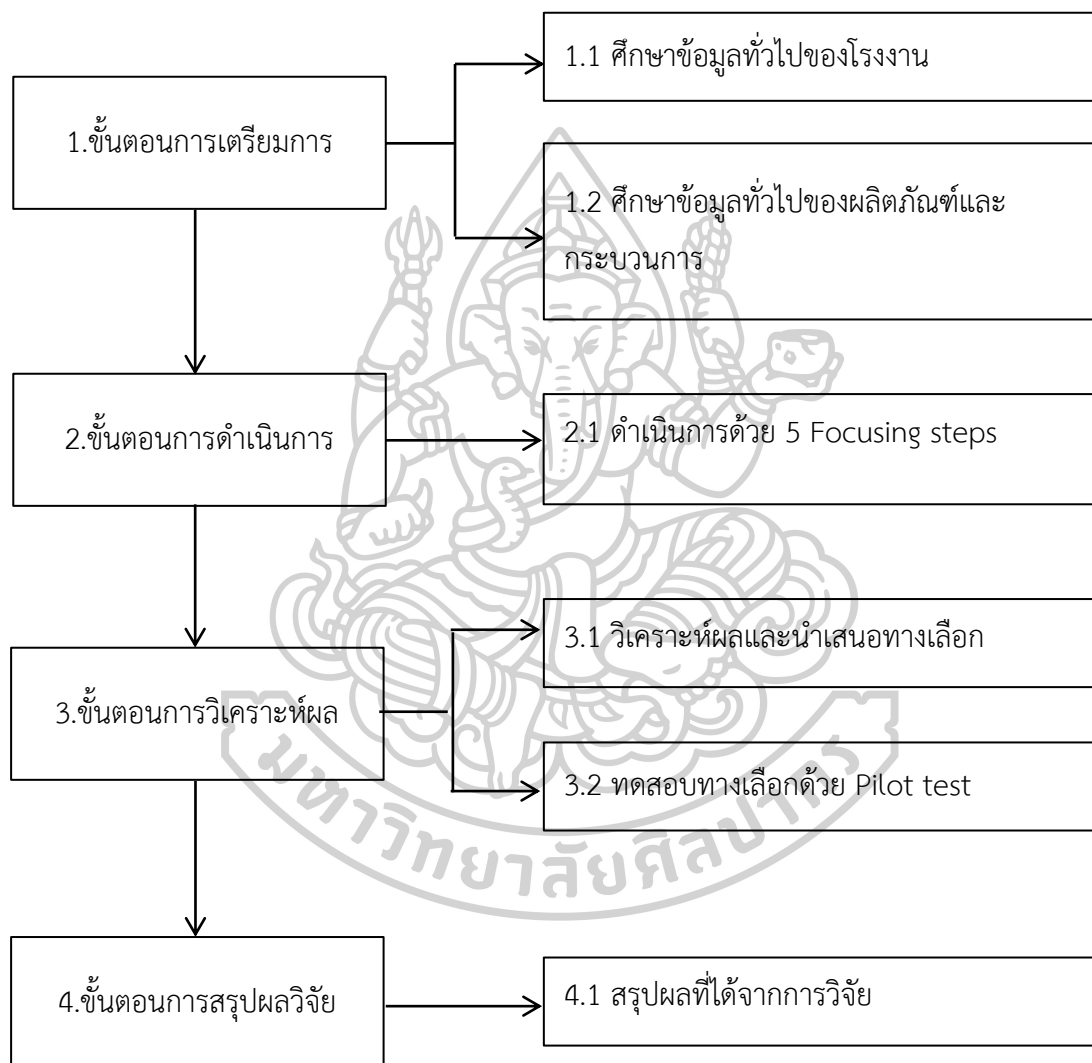 1.ขั้นตอนการเตรียมการ
1.1 ศึกษาข้อมูลทั่วไปของโรงงาน
1.2 ศึกษาข้อมูลทั่วไปของผลิตภัณฑ์และ
กระบวนการ
2.ขั้นตอนการดำเนินการ
2.1 ดำเนินการด้วย 5 Focusing steps
3.ขั้นตอนการวิเคราะห์ผล
3.1 วิเคราะห์ผลและนำเสนอทางเลือก
3.2 ทดสอบทางเลือกด้วย Pilot test
4.ขั้นตอนการสรุปผลวิจัย
4.1 สรุปผลที่ได้จากการวิจัย
มหาวิทยาลัยศิลปากร